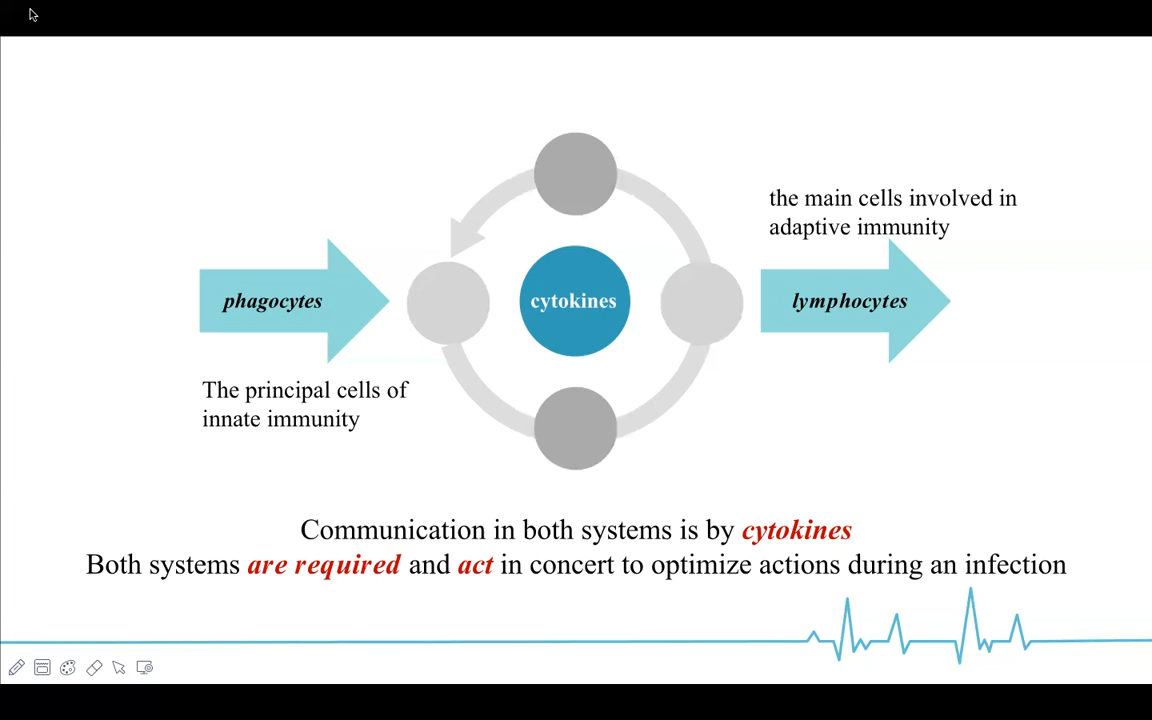 the main cells involved in
adaptive immunity
phagocytes
cytokines
lymphocytes
The principal cells of
innate immunity
Communication in both systems is by cytokines
Both systems are required and act in concert to optimize actions during an infection